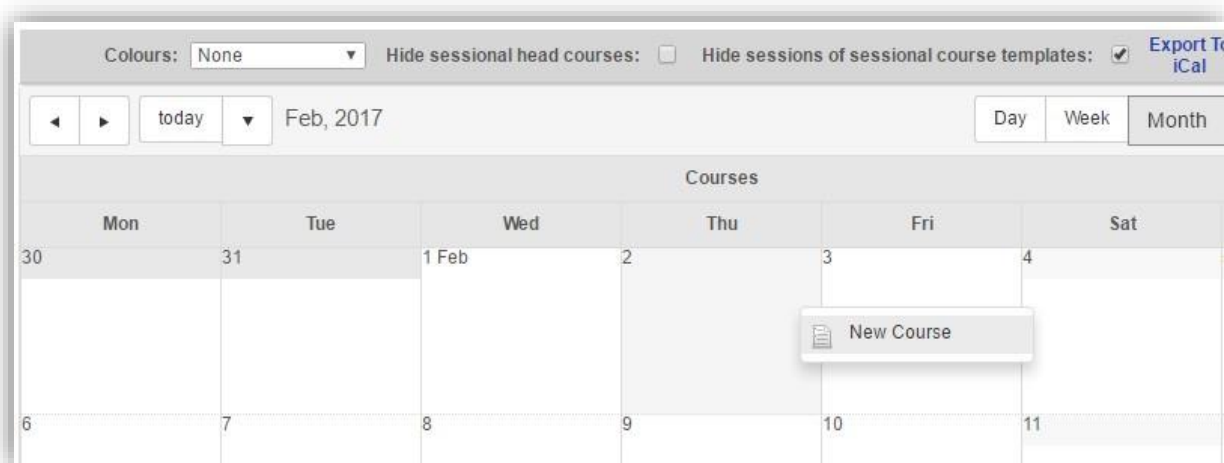 Colours: None Hide sessional head courses: Hide sessions of sessional course templates: Export To
iCal
today Feb, 2017 Day Week Month
Courses
Mon Tue Wed Thu Fri Sat
30 31 1 Feb 2 3 4
New Course
6 7 8 9 10 11